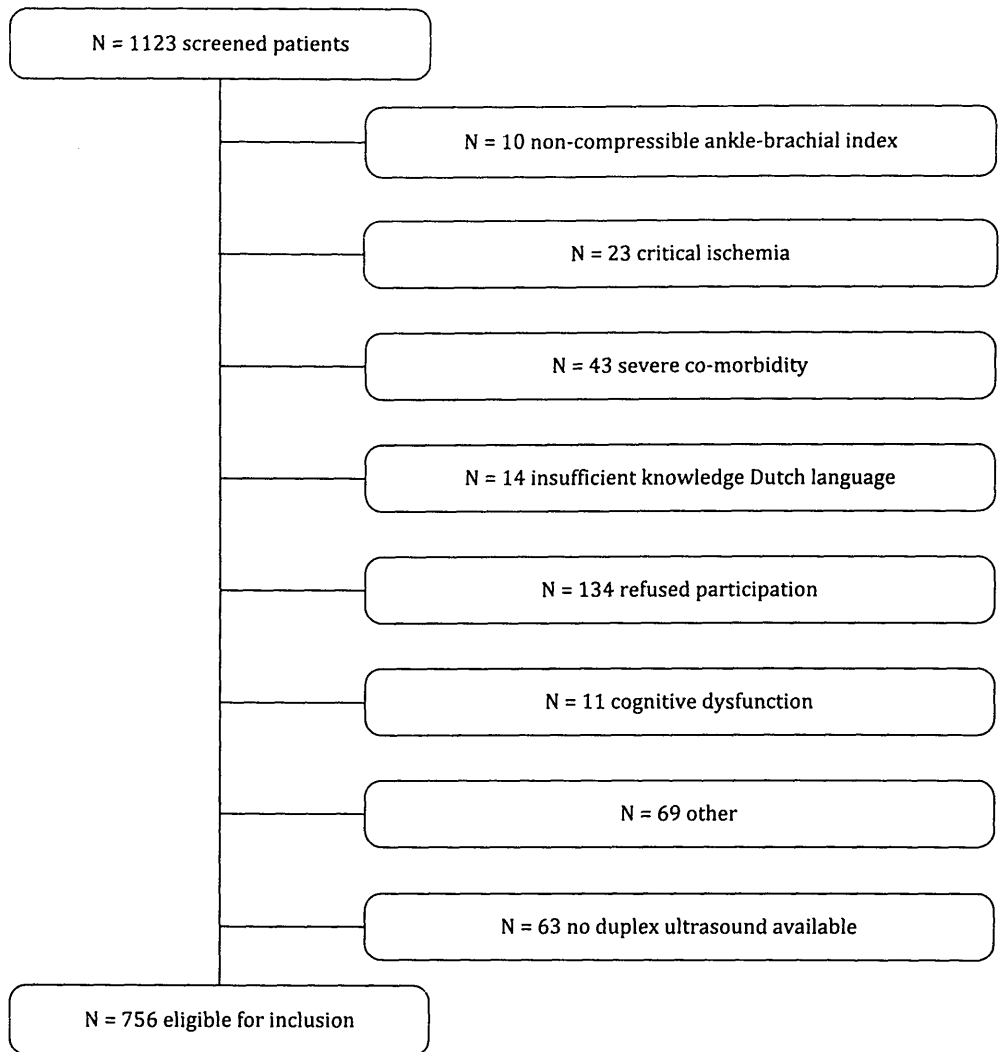 N = 1123 screened patients
N = 10 non-compressible ankle-brachial index
N = 23 critical ischemia
N = 43 severe co-morbidity
N = 14 insufficient knowledge Dutch language
N = 134 refused participation
N = 11 cognitive dysfunction
N = 69 other
N = 63 no duplex ultrasound available
N = 756 eligible for inclusion